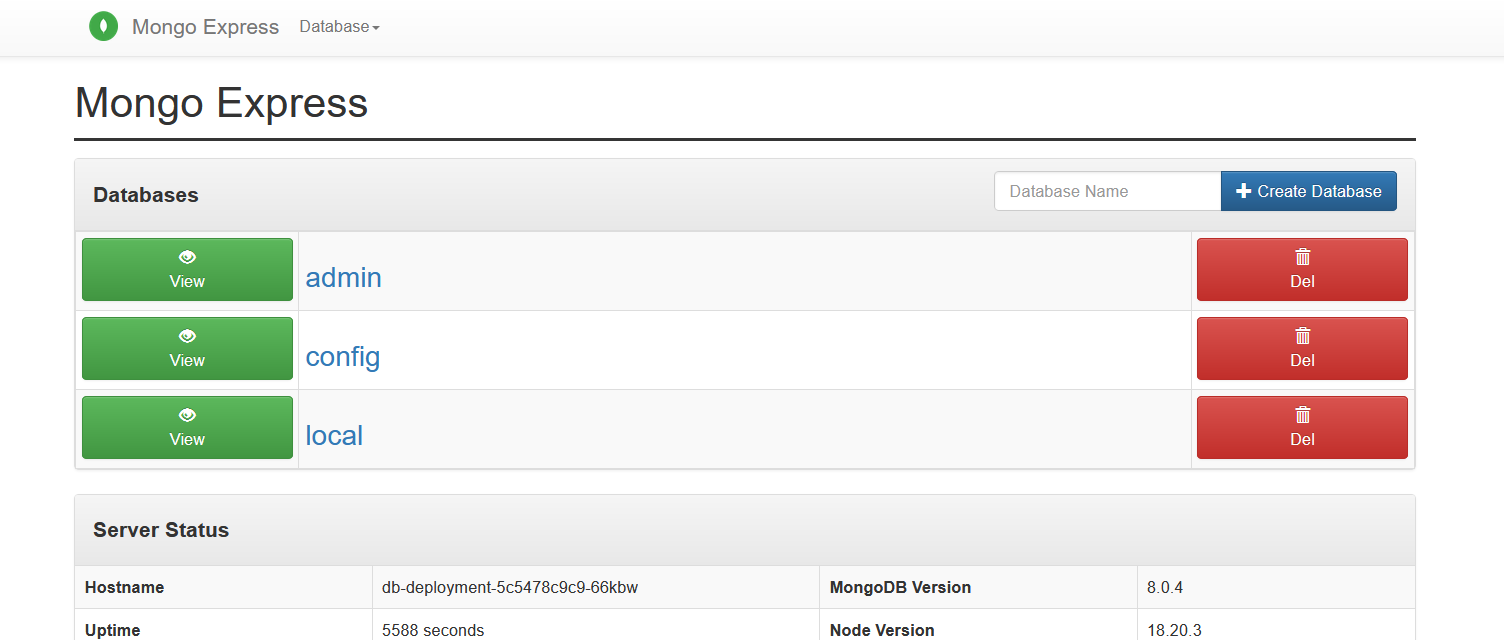 Mongo Express Database
Mongo Express
Databases Database Name Create Database
View admin Del
View config Del
View local Del
Server Status
Hostname db-deployment-5c5478c9c9-66kbw MongoDB Version 8.0.4
Uptime 5588 seconds Node Version 18.20.3